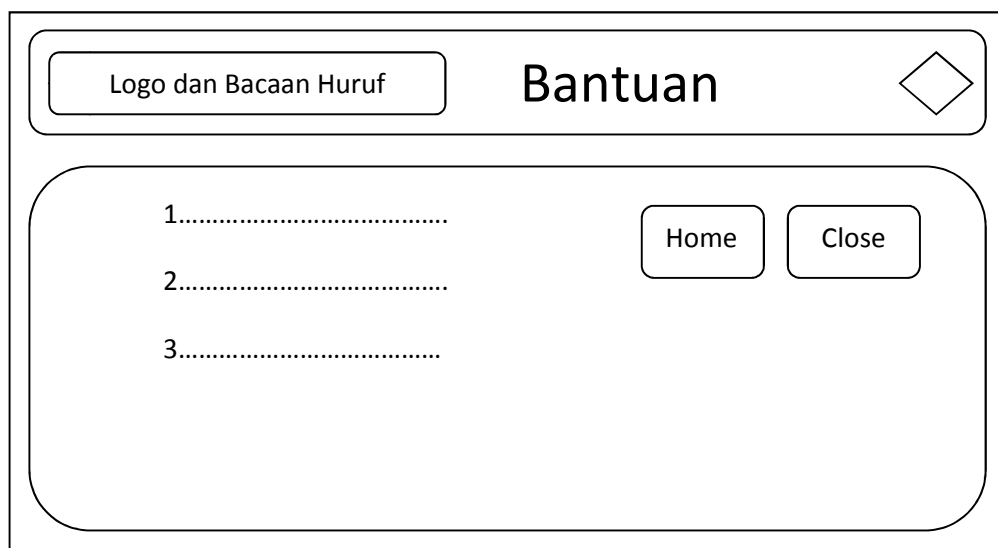 Logo dan Bacaan Huruf
Bantuan
1………………………………….
2………………………………….
3…………………………………
Home
Close